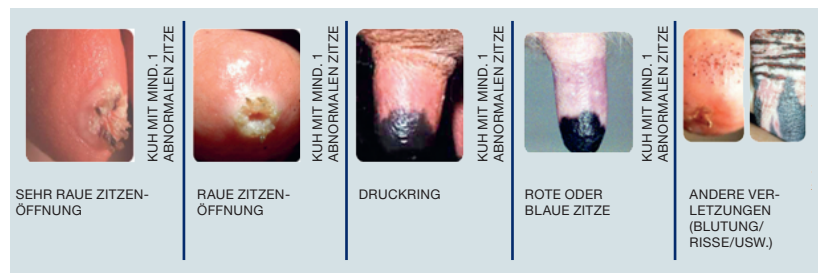 KUH MIT MIND. 1
ABNORMALEN ZITZE
SEHR RAUE ZITZEN-
ÖFFNUNG
KUH MIT MIND. 1
ABNORMALEN ZITZE
RAUE ZITZEN-
ÖFFNUNG
KUH MIT MIND. 1
ABNORMALEN ZITZE
DRUCKRING
KUH MIT MIND. 1
ABNORMALEN ZITZE
ROTE ODER
BLAUE ZITZE
ANDERE VER-
LETZUNGEN
(BLUTUNG/
RISSE/USW.)